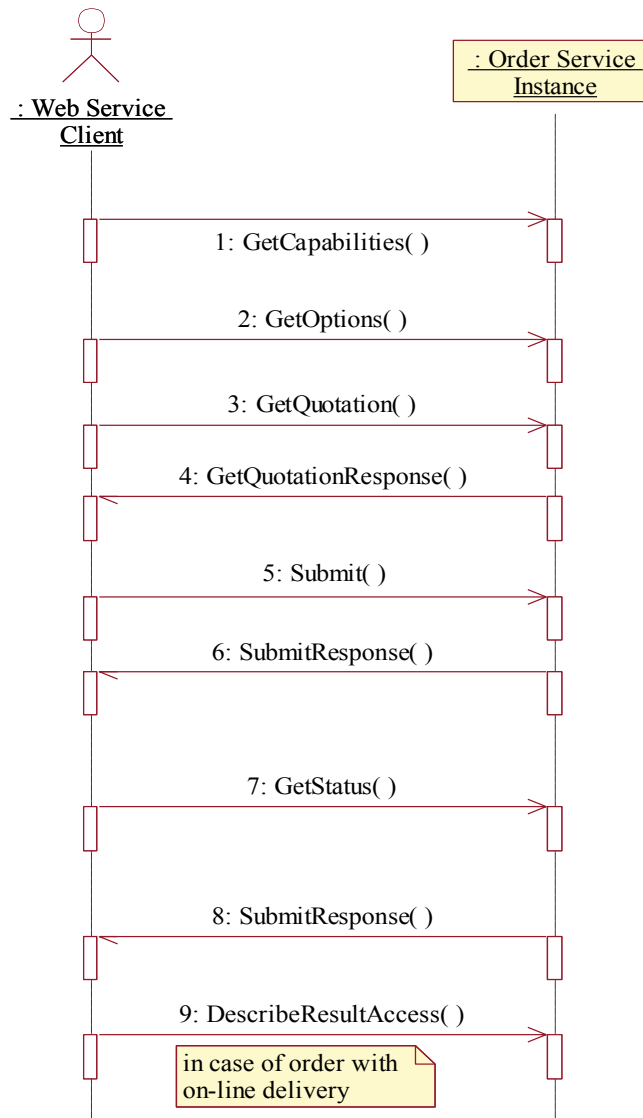 : Web Service
Client
: Order Service
Instance
1: GetCapabilities( )
2: GetOptions( )
3: GetQuotation( )
4: GetQuotationResponse( )
5: Submit( )
6: SubmitResponse( )
7: GetStatus( )
8: SubmitResponse( )
9: DescribeResultAccess( )
in case of order with
on-line delivery